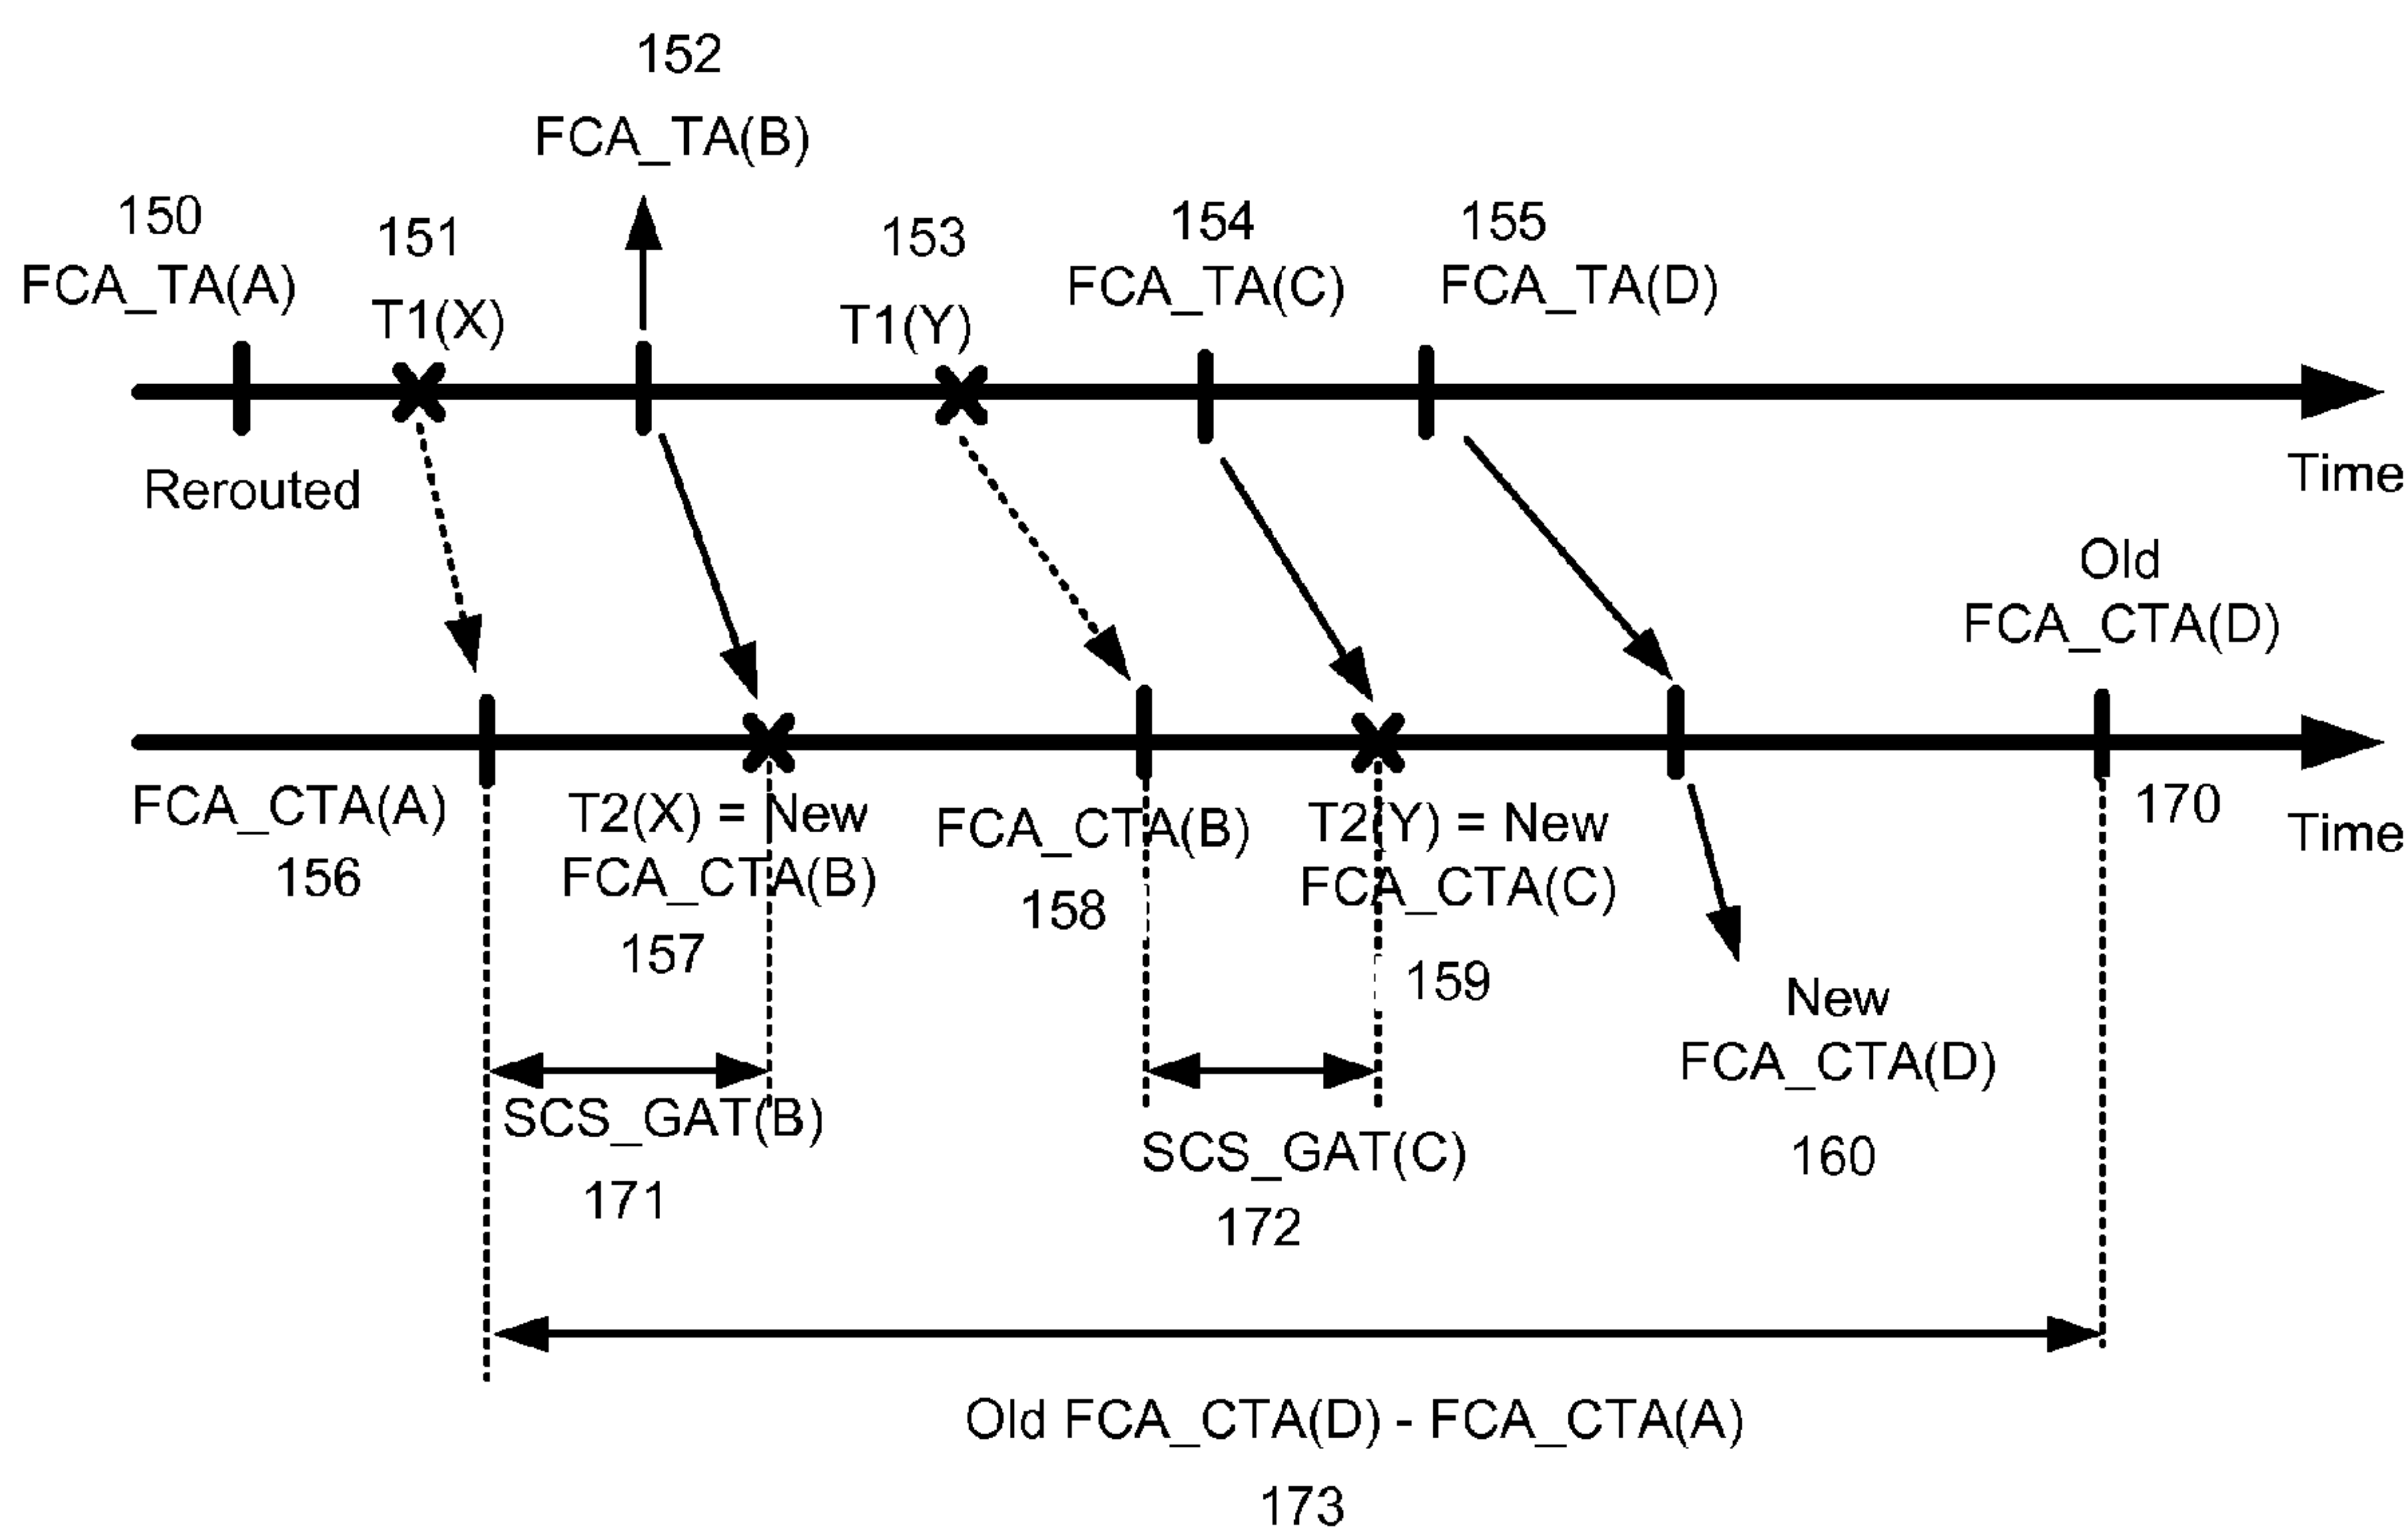 152
FCA_TA(B)
150
FCA_TA(A)
151
T1(X)
153
T1(Y)
154
FCA_TA(C)
155
FCA_TA(D)
Rerouted
Time
Old
FCA_CTA(D)
FCA_CTA(A)
156
T2(X) = New
FCA_CTA(B)
157
FCA_CTA(B)
158
T2(Y) = New
FCA_CTA(C)
159
170
Time
New
FCA_CTA(D)
160
SCS_GAT(B)
171
SCS_GAT(C)
172
Old FCA_CTA(D) - FCA_CTA(A)
173